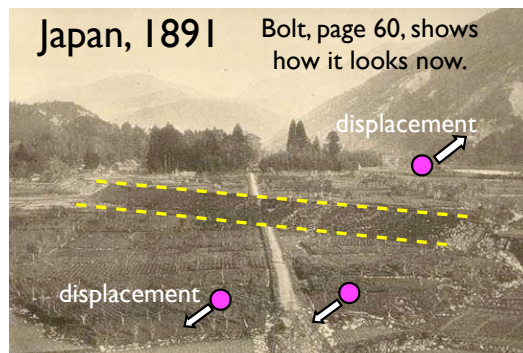 Japan, 1891
Bolt, page 60, shows
how it looks now.
displacement
displacement